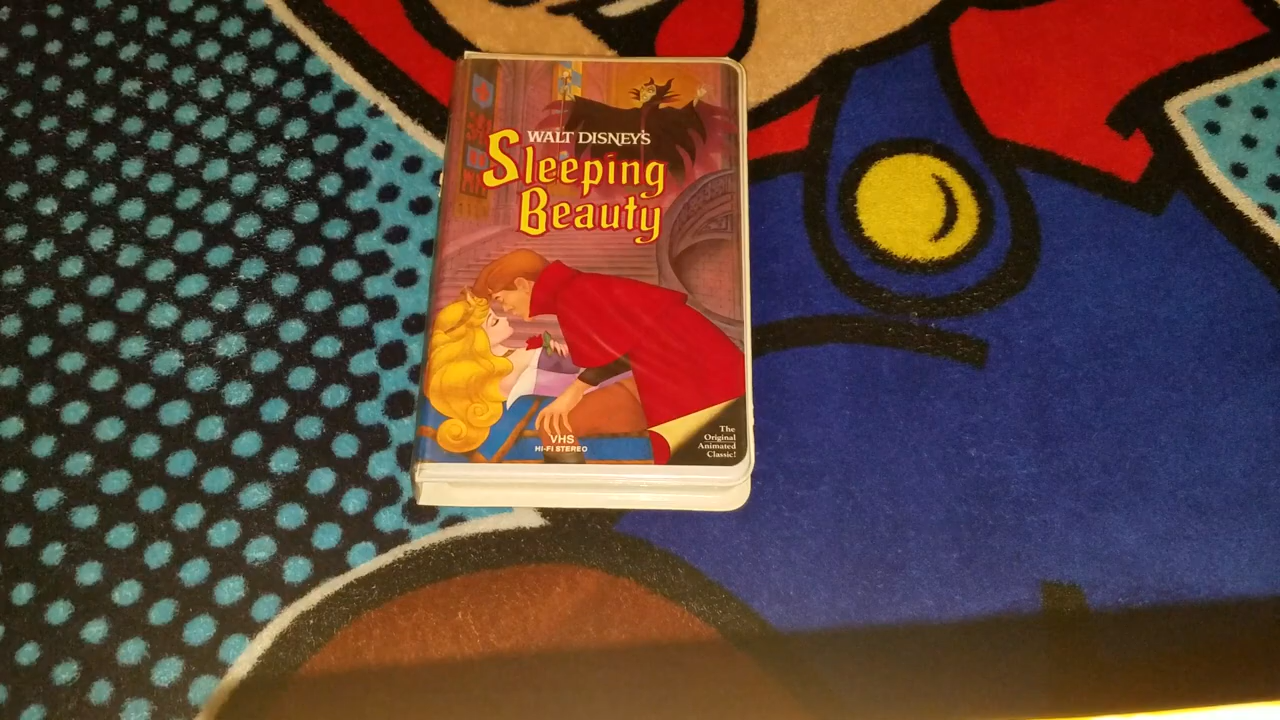 WALT DISNEY'S
Sleeping
Beauty
VHS
HI-FI STEREO
The
Original
Animated
Classic!